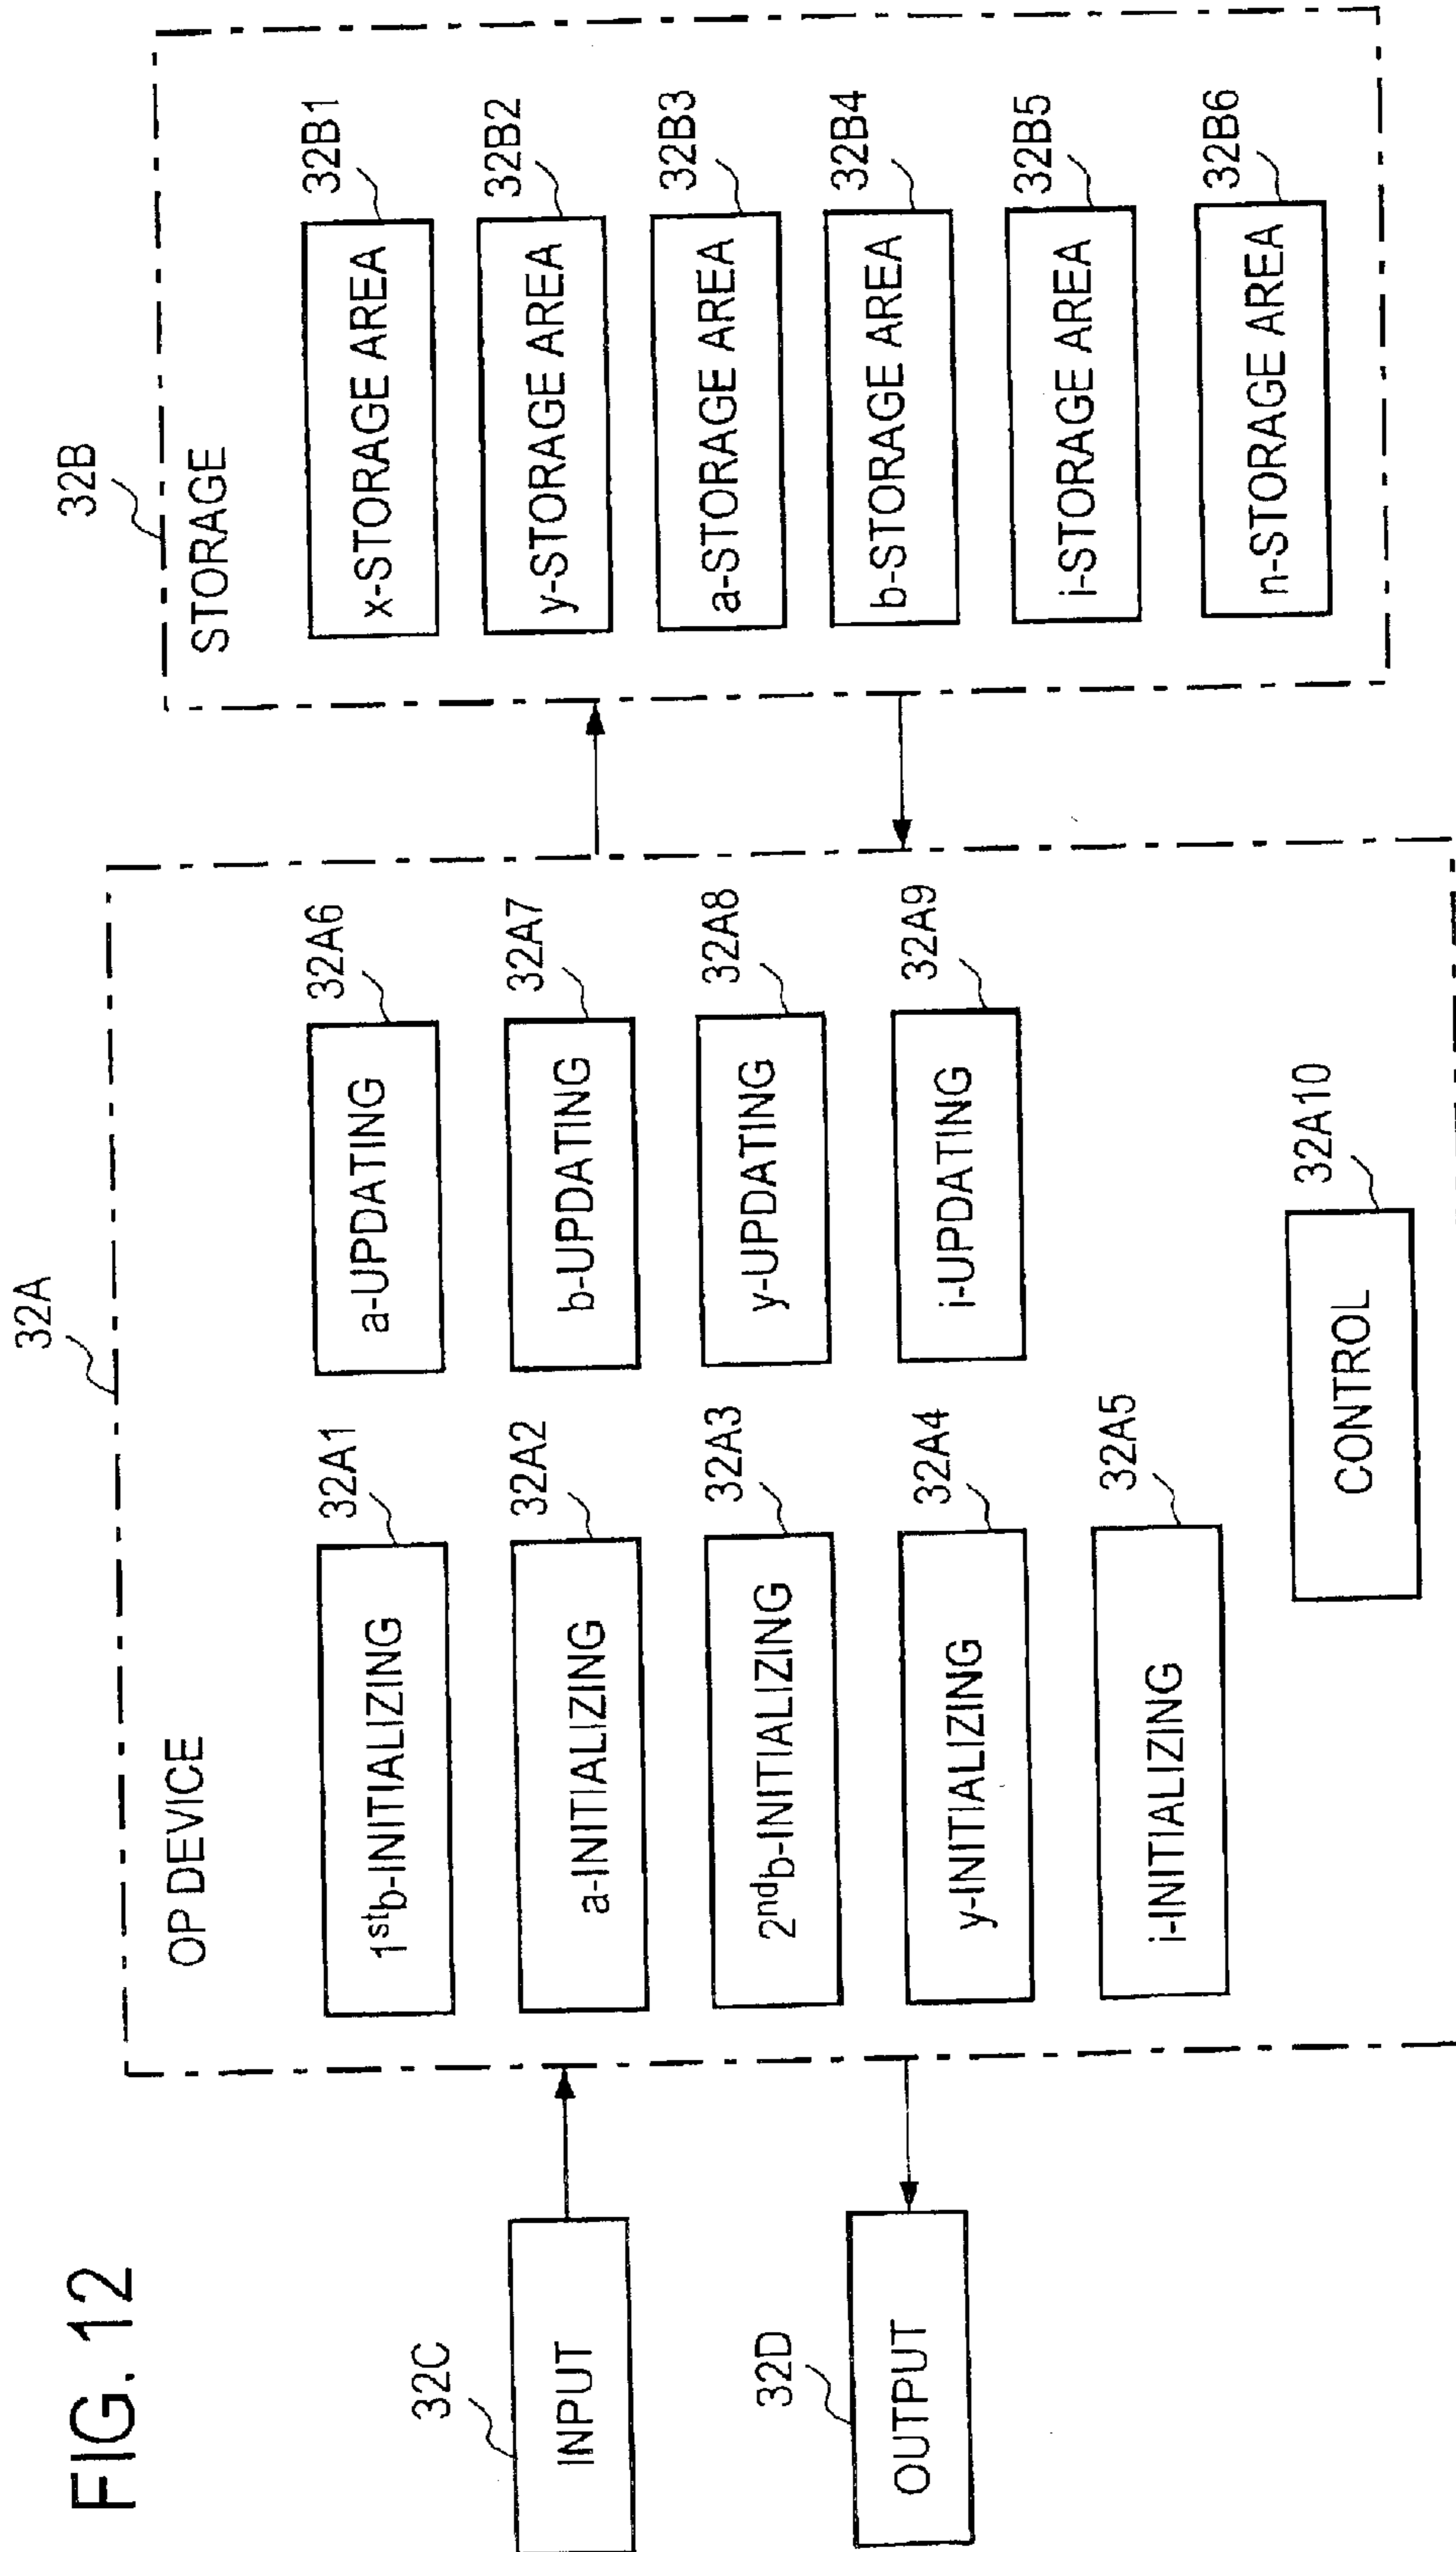 FIG. 12
32C
INPUT
32D
OUTPUT
32A
OP DEVICE
32A1
1stb-INITIALIZING
32A2
a-INITIALIZING
32A3
2ndb-INITIALIZING
32A4
y-INITIALIZING
32A5
i-INITIALIZING
32A6
a-UPDATING
32A7
b-UPDATING
32A8
y-UPDATING
32A9
i-UPDATING
32A10
CONTROL
32B
STORAGE
32B1
x-STORAGE AREA
32B2
y-STORAGE AREA
32B3
a-STORAGE AREA
32B4
b-STORAGE AREA
32B5
i-STORAGE AREA
32B6
n-STORAGE AREA